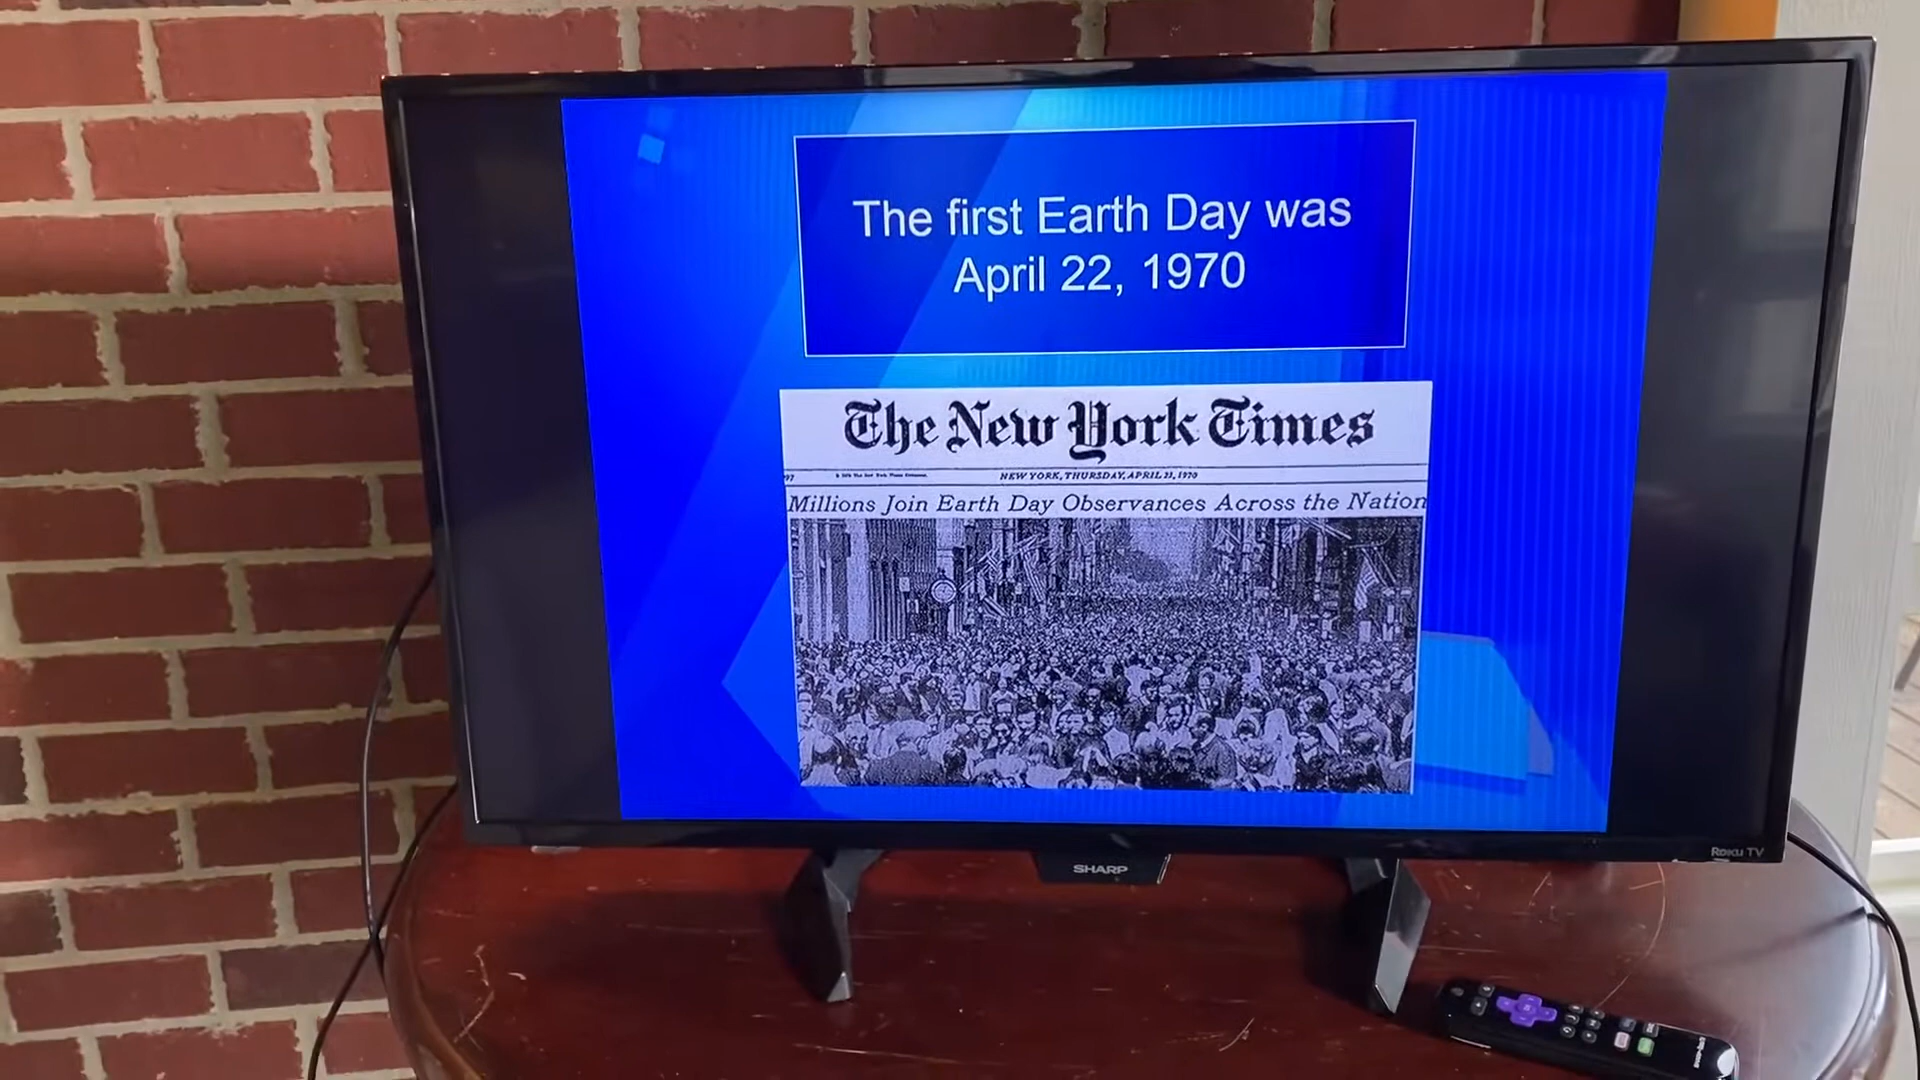 The first Earth Day was
April 22, 1970
The New York Times
NEW YORK, THURSDAY, APRIL 23, 1970
Millions Join Earth Day Observances Across the Nation
SHARP
Roku TV